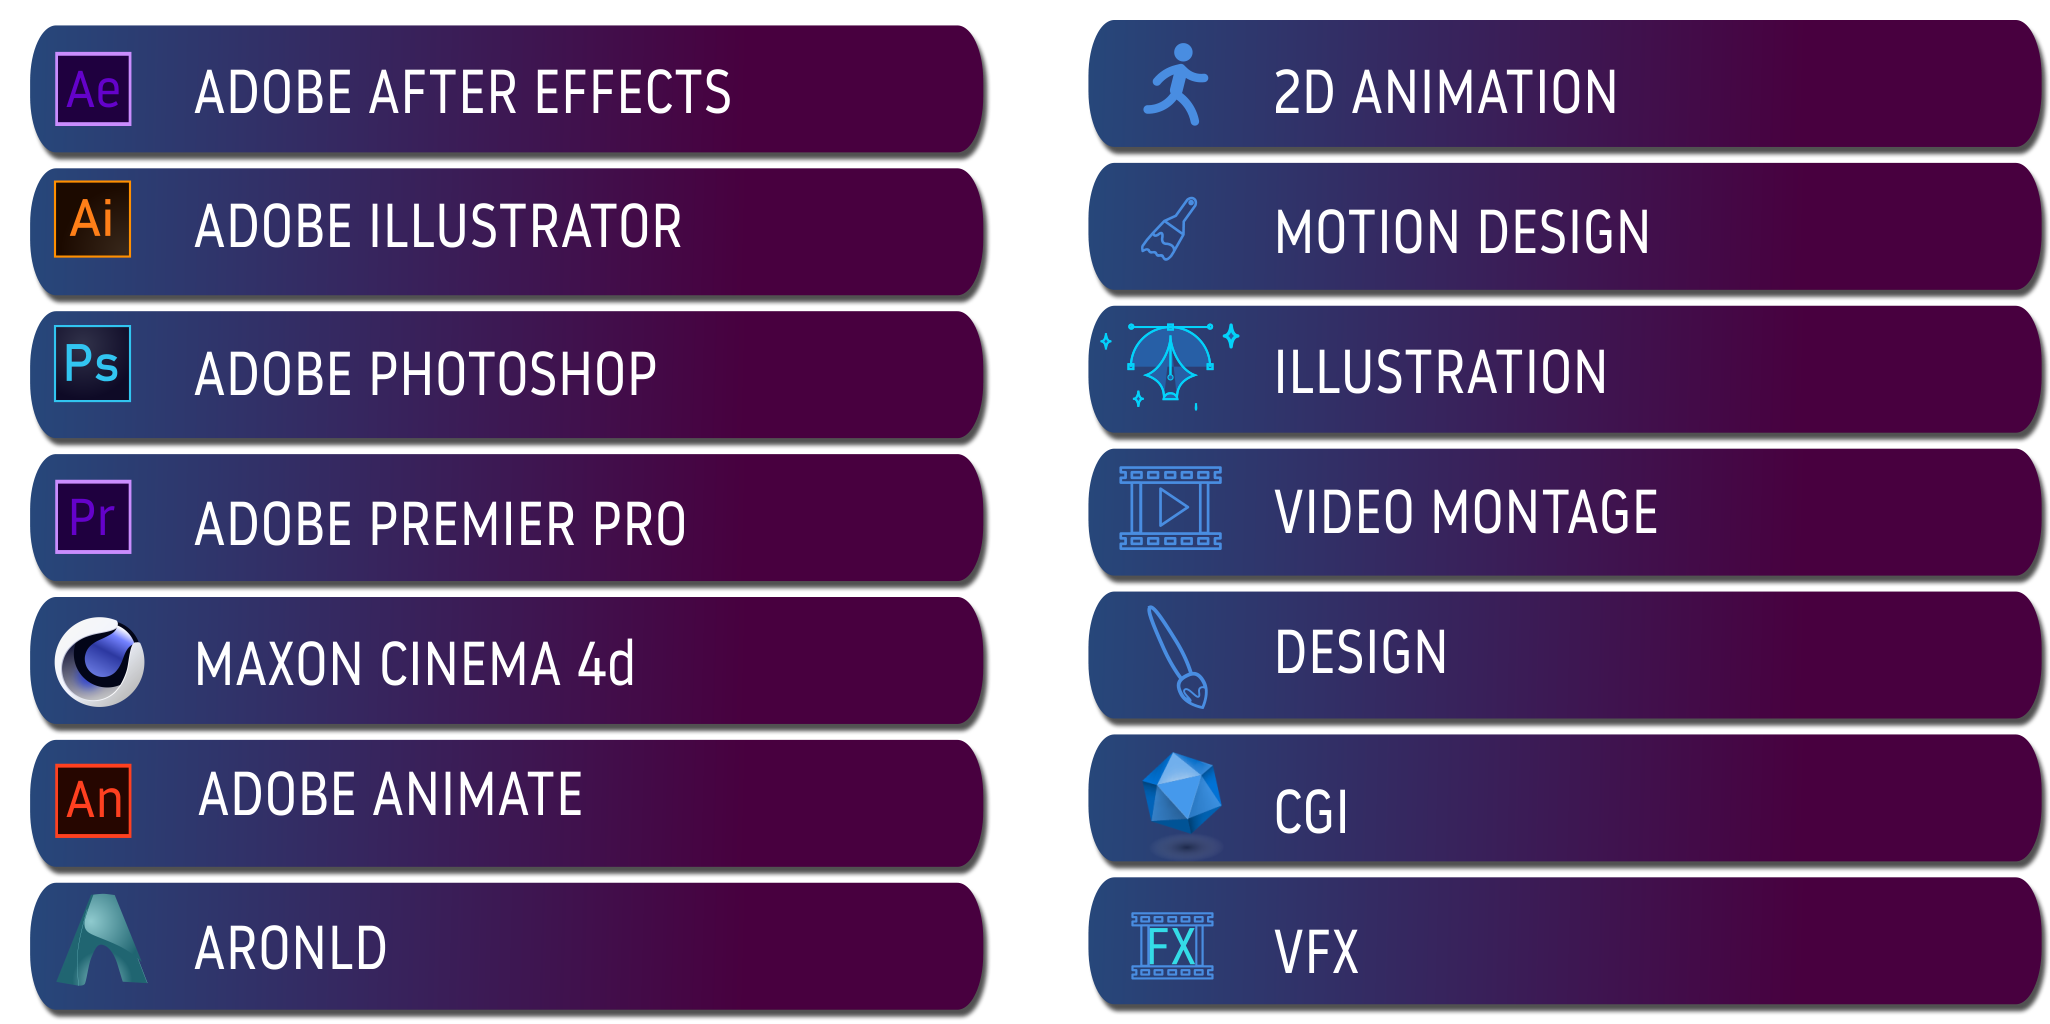 Ae ADOBE AFTER EFFECTS
Ai ADOBE ILLUSTRATOR
Ps ADOBE PHOTOSHOP
Pr ADOBE PREMIER PRO
MAXON CINEMA 4d
An ADOBE ANIMATE
ARONLD
2D ANIMATION
MOTION DESIGN
ILLUSTRATION
VIDEO MONTAGE
DESIGN
CGI
FX VFX